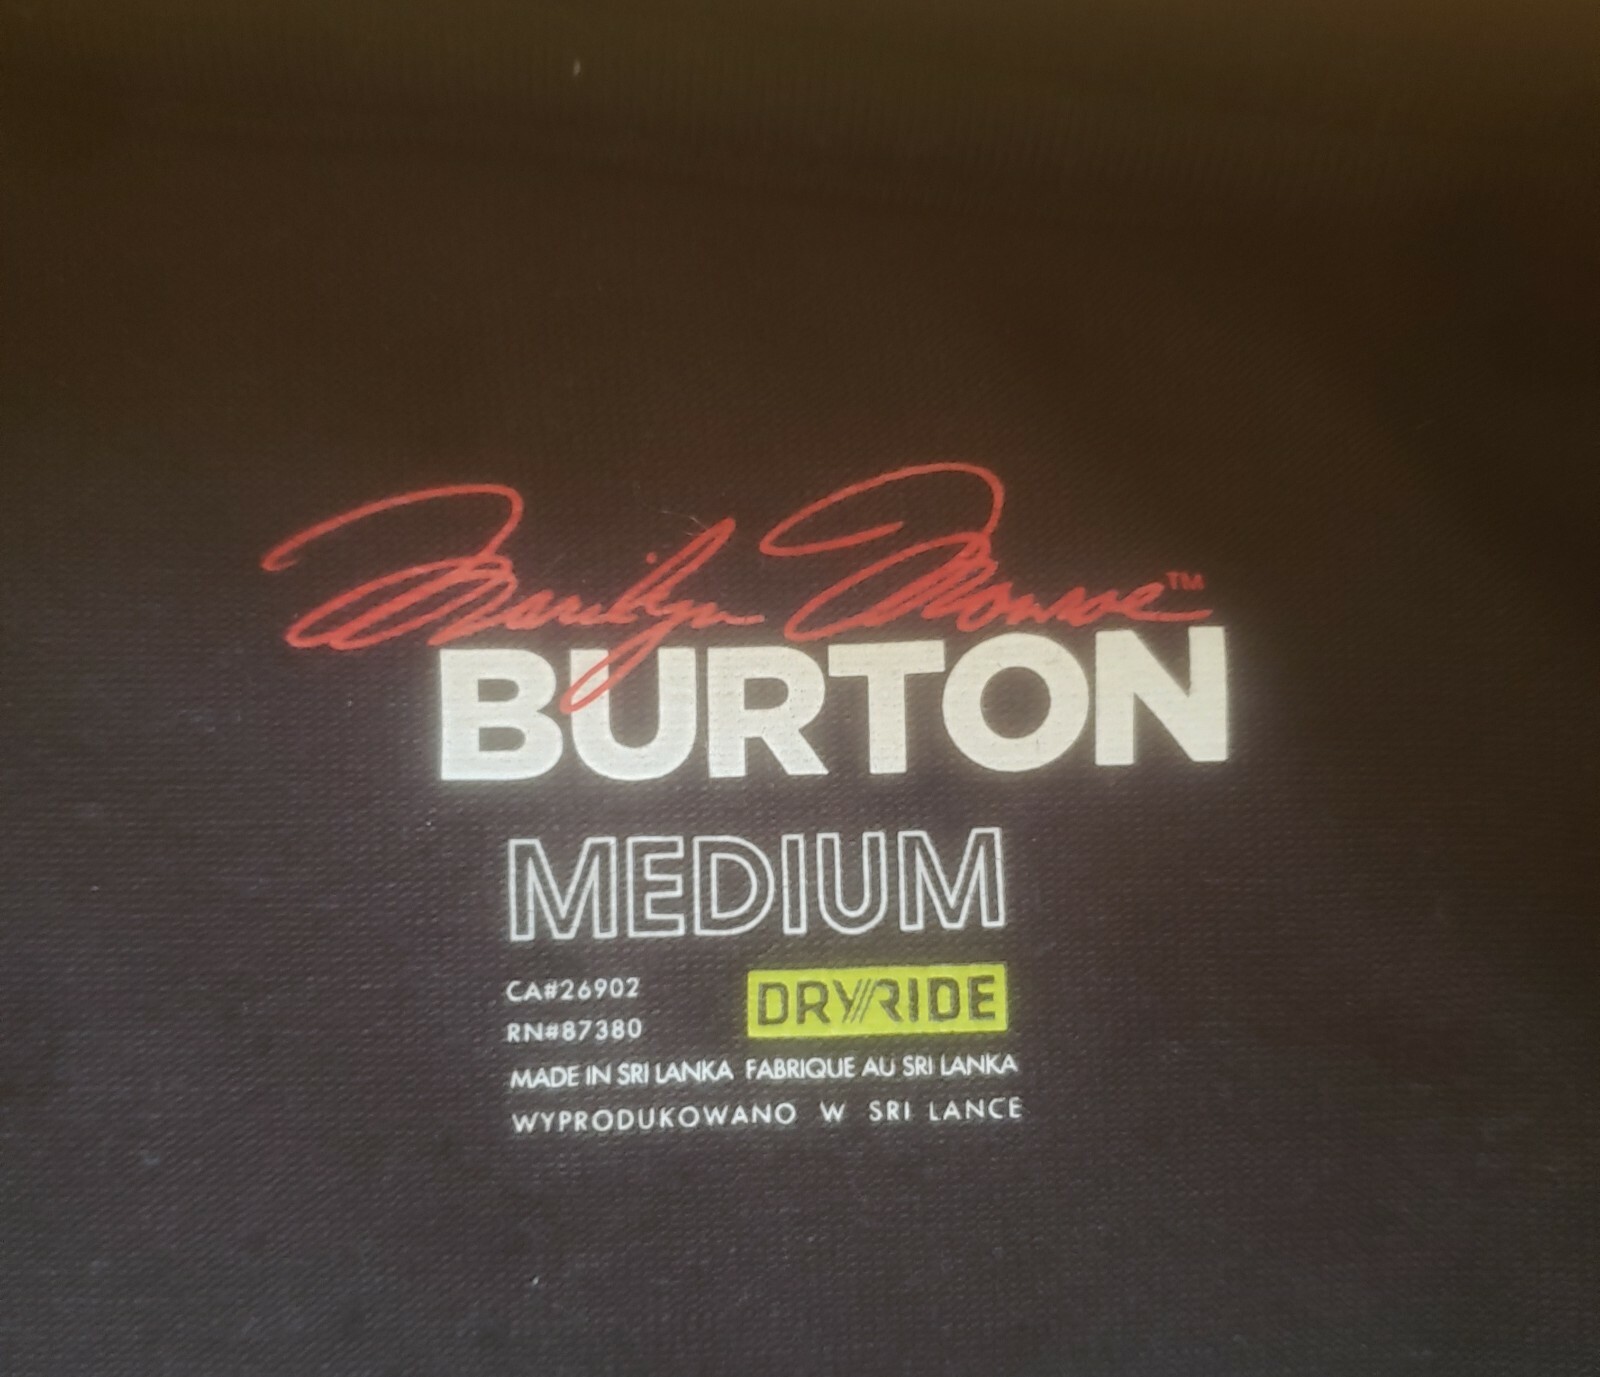 Marilyn Monroe™
BURTON
MEDIUM
CA#26902
RN#87380
DRYRIDE
MADE IN SRI LANKA FABRIQUE AU SRI LANKA
WYPRODUKOWANO W SRI LANCE